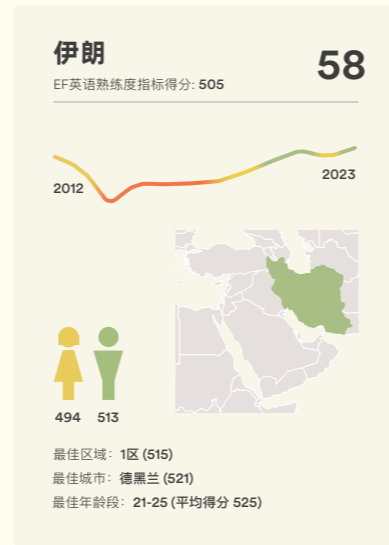 伊朗
58
EF英语熟练度指标得分: 505
2012
2023
494 513
最佳区域：1区 (515)
最佳城市：德黑兰 (521)
最佳年龄段：21-25 (平均得分 525)